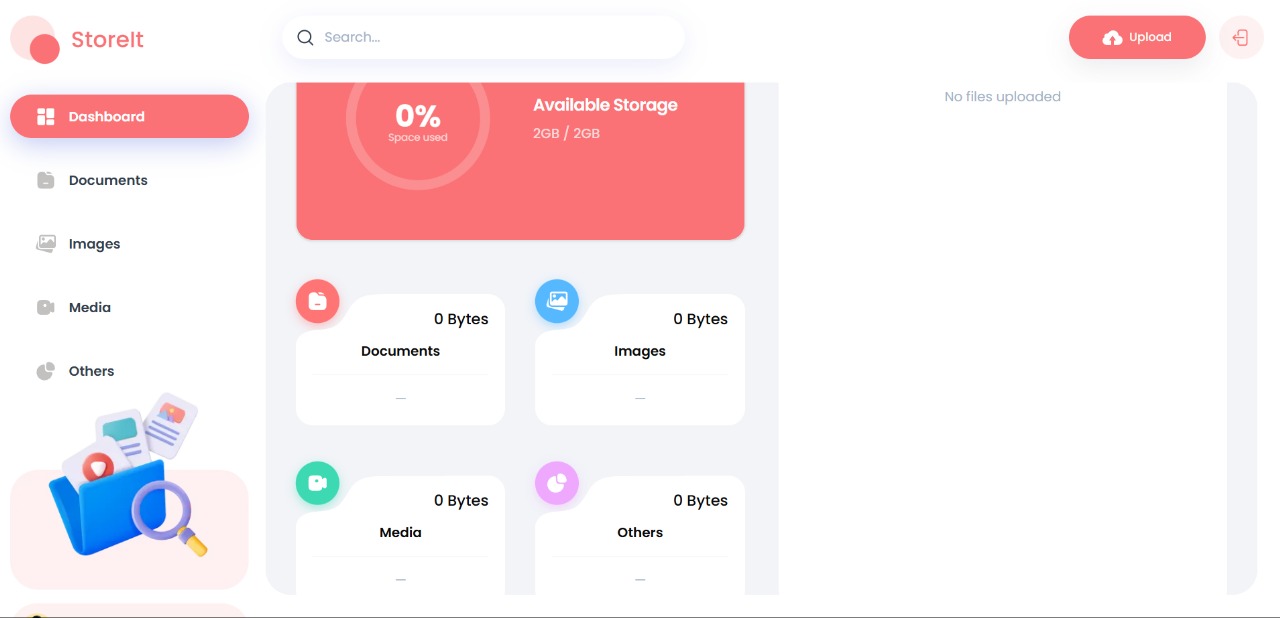 StoreIt
Search...
Upload
Dashboard
Documents
Images
Media
Others
0%
Space used
Available Storage
2GB / 2GB
No files uploaded
0 Bytes
Documents
—
0 Bytes
Images
—
0 Bytes
Media
—
0 Bytes
Others
—